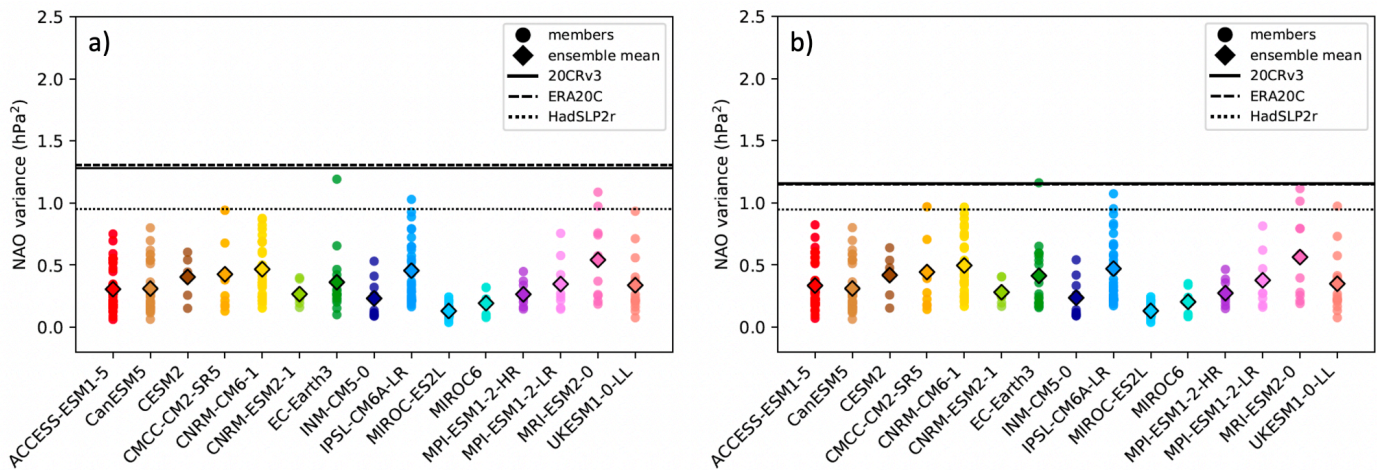 a)
members
ensemble mean
20CRv3
ERA20C
HadSLP2r
NAO variance (hPa²)
2.5
2.0
1.5
1.0
0.5
0.0
ACCESS-ESM1-5
CanESM5
CESM2
CMCC-CM2-SR5
CNRM-CM6-1
CNRM-ESM2-1
EC-Earth3
INM-CM5-0
IPSL-CM6A-LR
MIROC-ES2L
MIROC6
MPI-ESM1-2-HR
MPI-ESM1-2-LR
MRI-ESM2-0
UKESM1-0-LL
b)
members
ensemble mean
20CRv3
ERA20C
HadSLP2r
NAO variance (hPa²)
2.5
2.0
1.5
1.0
0.5
0.0
ACCESS-ESM1-5
CanESM5
CESM2
CMCC-CM2-SR5
CNRM-CM6-1
CNRM-ESM2-1
EC-Earth3
INM-CM5-0
IPSL-CM6A-LR
MIROC-ES2L
MIROC6
MPI-ESM1-2-HR
MPI-ESM1-2-LR
MRI-ESM2-0
UKESM1-0-LL